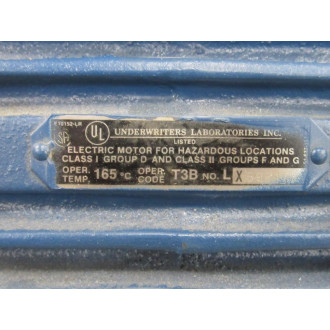 UL UNDERWRITERS LABORATORIES INC.
LISTED
ELECTRIC MOTOR FOR HAZARDOUS LOCATIONS
CLASS I GROUP D AND CLASS II GROUPS F AND G
OPER. TEMP. 165 °C OPER. CODE T3B NO. L X